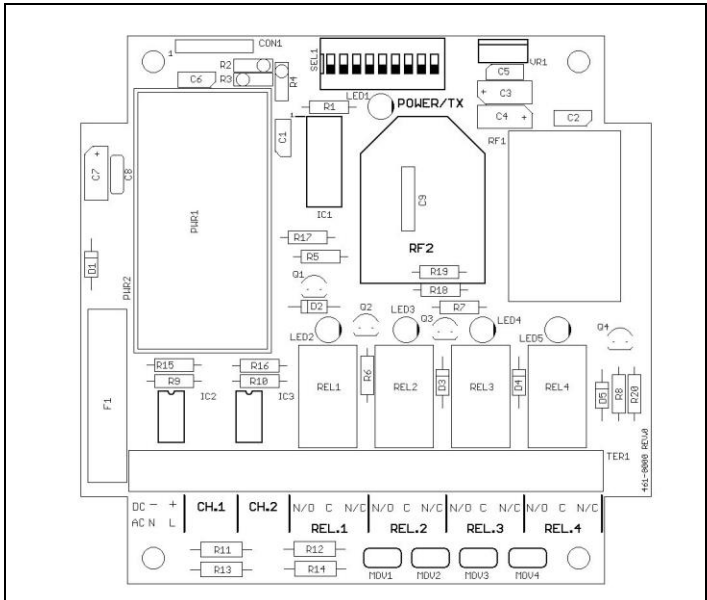 1
CON1
SEL1
VR1
R2
C6
R3
R4
C5
LED1
POWER/TX
C3
+
R1
C4
+
C2
1
RF1
C1
+
C7
C8
IC1
C9
PWR1
R17
RF2
R5
R19
D1
Q1
R18
PWR2
D2
R7
Q2
LED3
Q3
LED4
Q4
LED2
LED5
R15
R16
R9
R10
REL1
R6
REL2
D3
REL3
D4
REL4
D5
R8
R20
IC2
IC3
F1
TER1
461-0000 REV.0
DC - +
AC N L
CH.1
CH.2
N/O C N/C
N/O C N/C
N/O C N/C
N/O C N/C
REL.1
REL.2
REL.3
REL.4
R11
R12
R13
R14
MOV1
MOV2
MOV3
MOV4